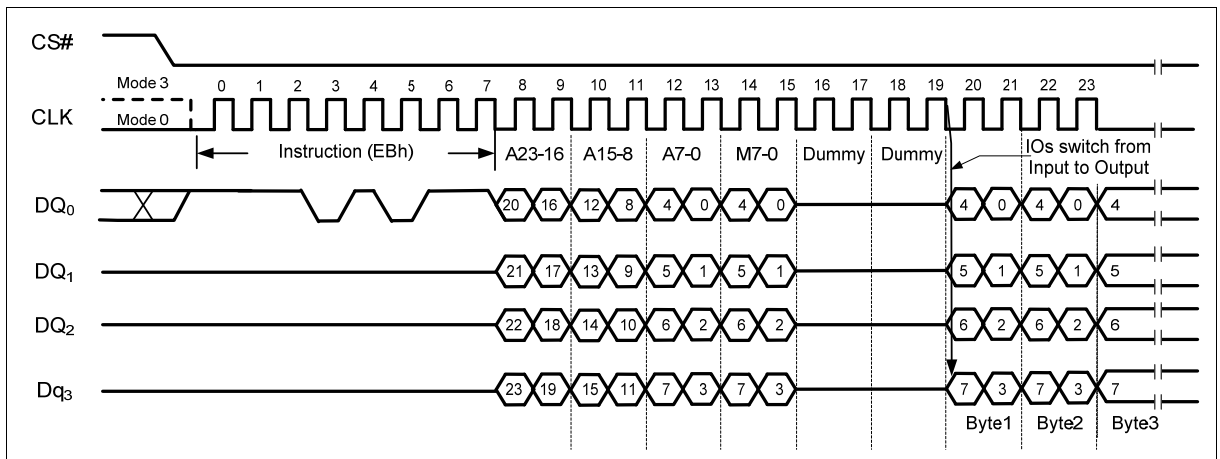 CS#
Mode 3
0 1 2 3 4 5 6 7 8 9 10 11 12 13 14 15 16 17 18 19 20 21 22 23
CLK
Mode 0
Instruction (EBh) A23-16 A15-8 A7-0 M7-0 Dummy Dummy
IOs switch from
Input to Output
DQ0 20 16 12 8 4 0 4 0 4 0 4 0 4
DQ1 21 17 13 9 5 1 5 1 5 1 5 1 5
DQ2 22 18 14 10 6 2 6 2 6 2 6 2 6
Dq3 23 19 15 11 7 3 7 3 7 3 7 3 7
Byte1 Byte2 Byte3